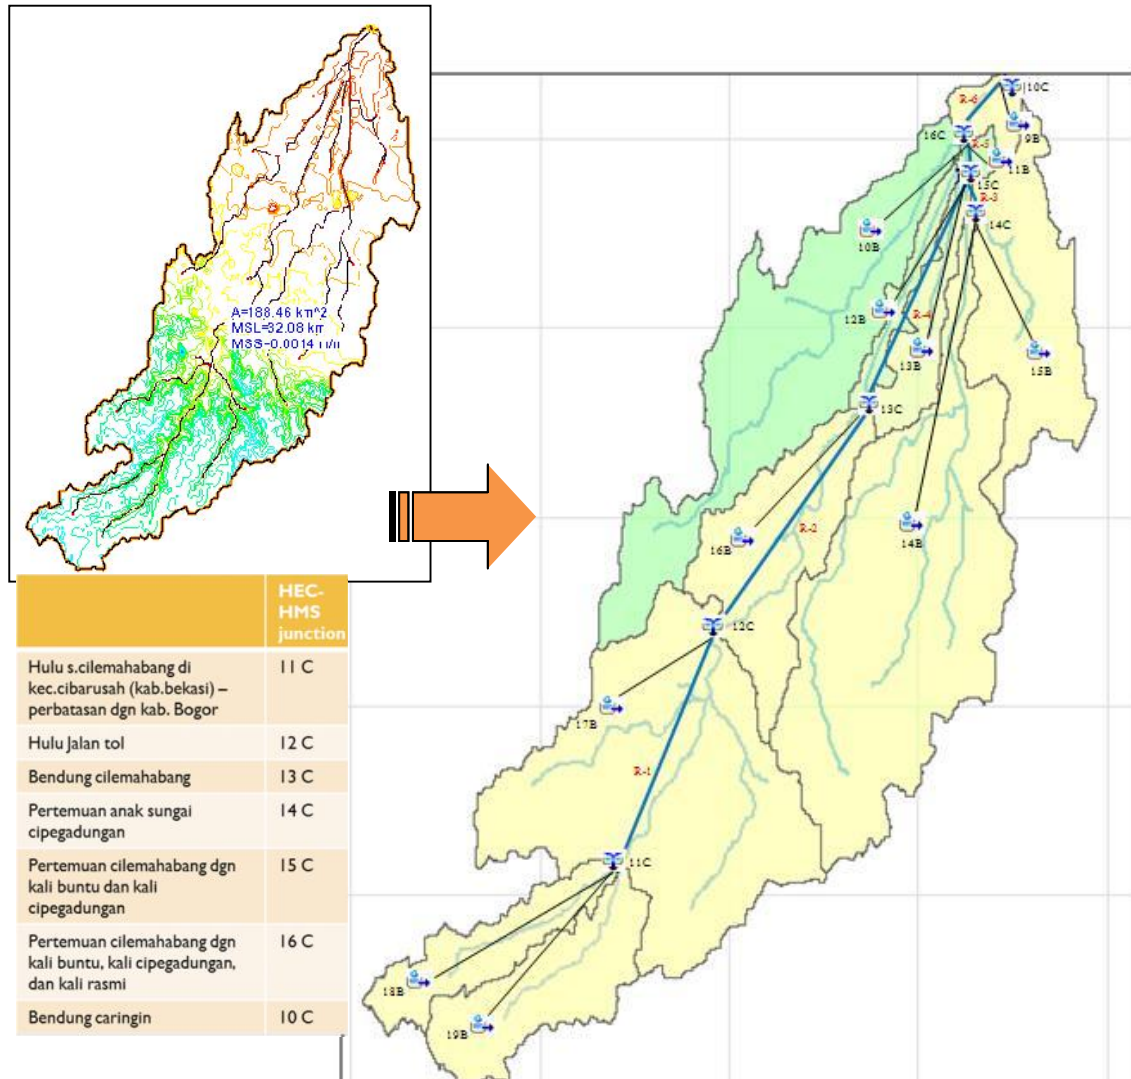 A=188.46 km^2
MSL=32.08 km
MSS=0.0014 m/m
HEC-
HMS
junction
Hulu s.cilemahabang di
kec.cibarusah (kab.bekasi) –
perbatasan dgn kab. Bogor
11 C
Hulu Jalan tol
12 C
Bendung cilemahabang
13 C
Pertemuan anak sungai
cipegadungan
14 C
Pertemuan cilemahabang dgn
kali buntu dan kali
cipegadungan
15 C
Pertemuan cilemahabang dgn
kali buntu, kali cipegadungan,
dan kali rasmi
16 C
Bendung caringin
10 C
10C
R-6
9B
16C
R-5
11B
15C
R-3
14C
10B
12B
R-4
13B
15B
13C
16B
R-2
14B
12C
17B
R-1
11C
18B
19B